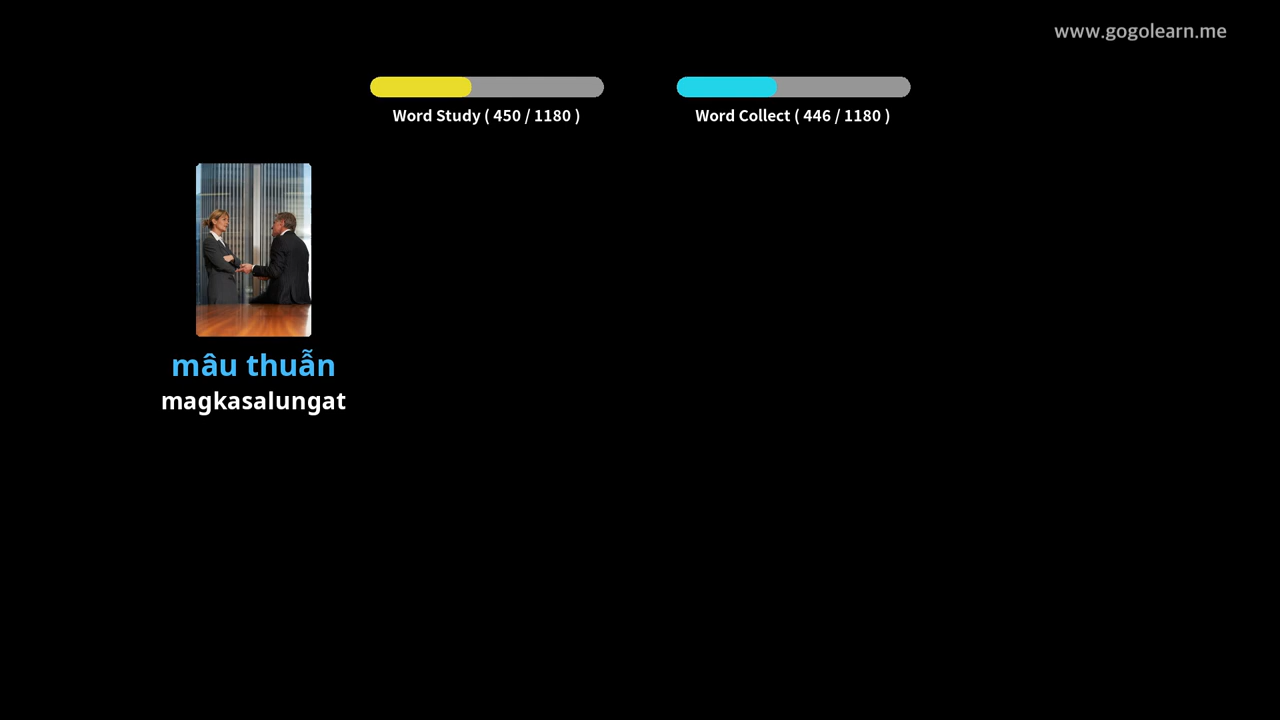 www.gogolearn.me
Word Study ( 450 / 1180 )
Word Collect ( 446 / 1180 )
mâu thuẫn
magkasalungat